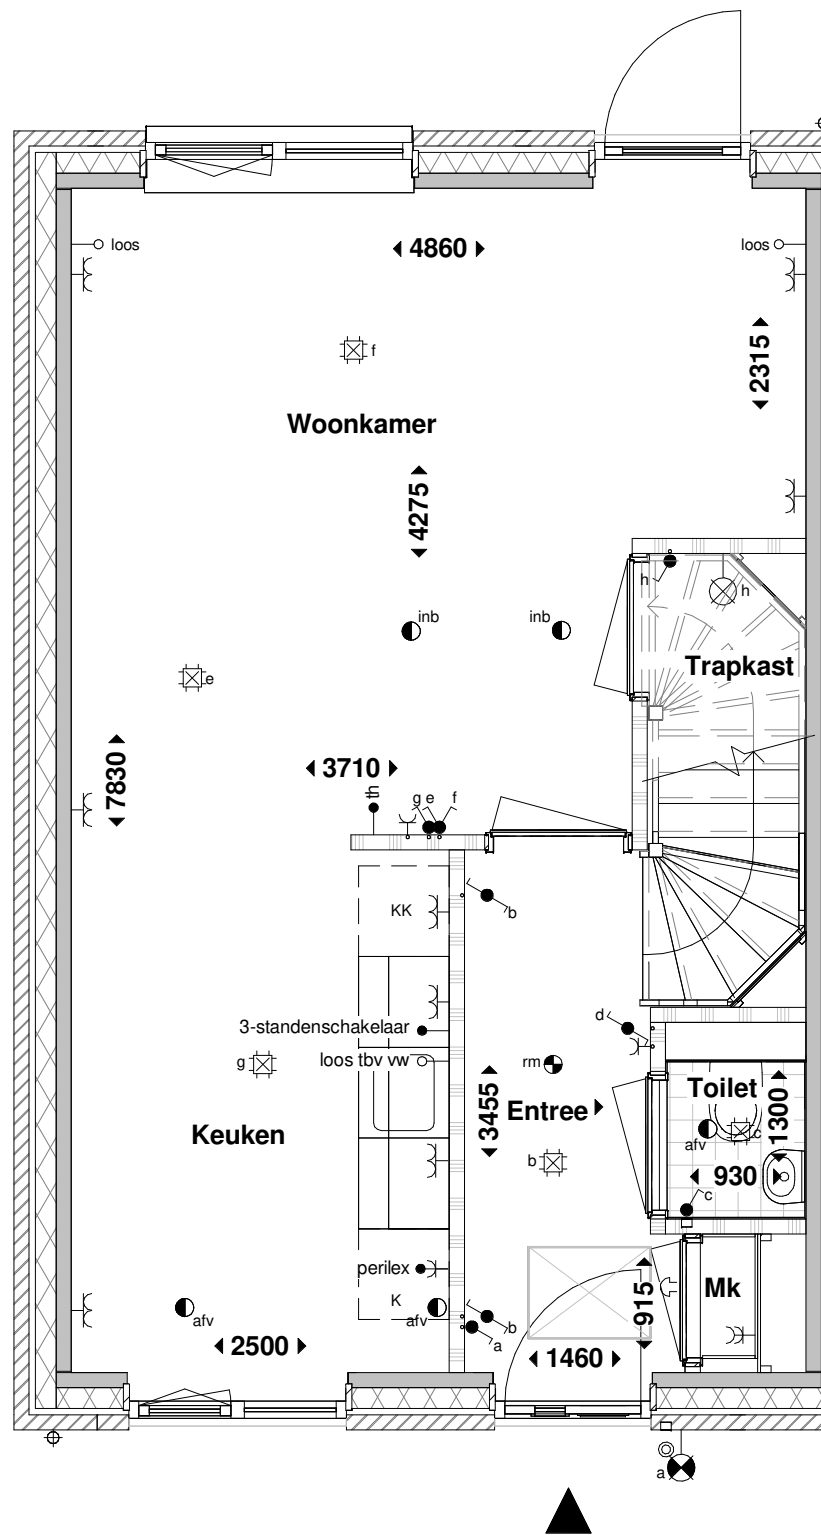 loos
4860
loos
f
2315
Woonkamer
4275
h
h
inb
inb
Trapkast
e
7830
3710
th
g e f
KK
b
3-standenschakelaar
d
loos tbv vw
g
rm
3455
Entree
Toilet
1300
Keuken
afv
c
b
930
c
perilex
K
Mk
915
afv
afv
b
a
2500
1460
a